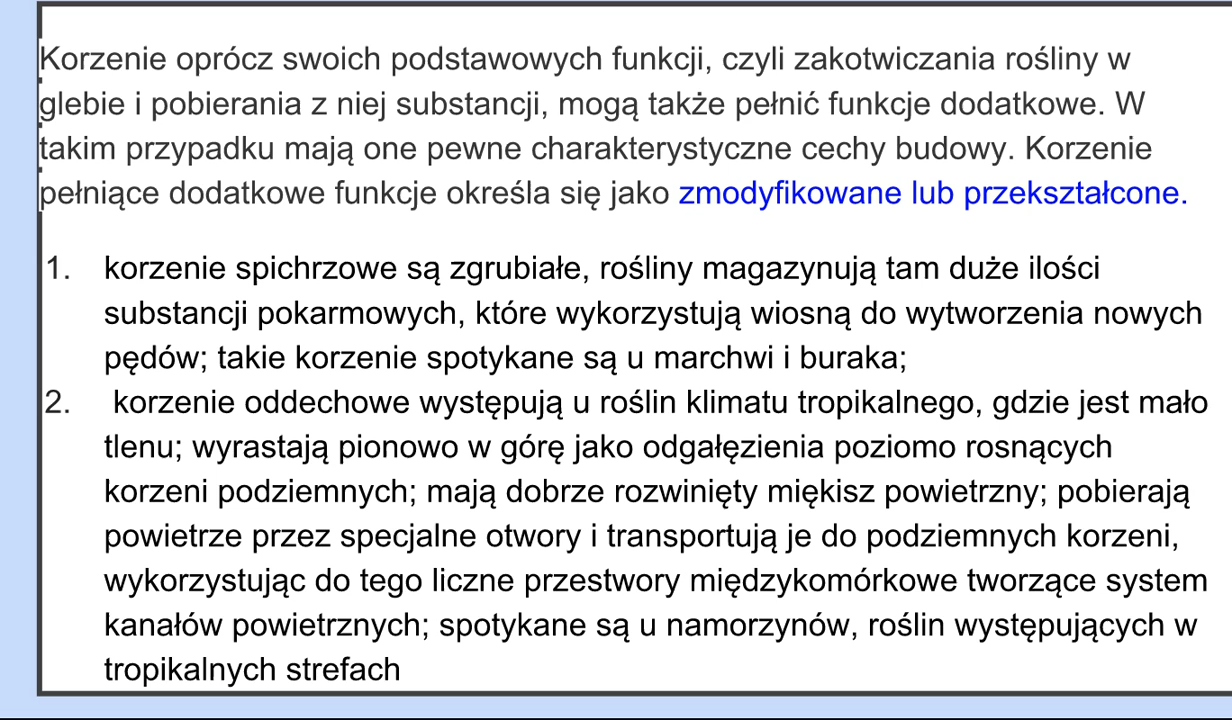 Korzenie oprócz swoich podstawowych funkcji, czyli zakotwiczania rośliny w
glebie i pobierania z niej substancji, mogą także pełnić funkcje dodatkowe. W
takim przypadku mają one pewne charakterystyczne cechy budowy. Korzenie
pełniące dodatkowe funkcje określa się jako zmodyfikowane lub przekształcone.
1. korzenie spichrzowe są zgrubiałe, rośliny magazynują tam duże ilości
substancji pokarmowych, które wykorzystują wiosną do wytworzenia nowych
pędów; takie korzenie spotykane są u marchwi i buraka;
2. korzenie oddechowe występują u roślin klimatu tropikalnego, gdzie jest mało
tlenu; wyrastają pionowo w górę jako odgałęzienia poziomo rosnących
korzeni podziemnych; mają dobrze rozwinięty miękisz powietrzny; pobierają
powietrze przez specjalne otwory i transportują je do podziemnych korzeni,
wykorzystując do tego liczne przestwory międzykomórkowe tworzące system
kanałów powietrznych; spotykane są u namorzynów, roślin występujących w
tropikalnych strefach